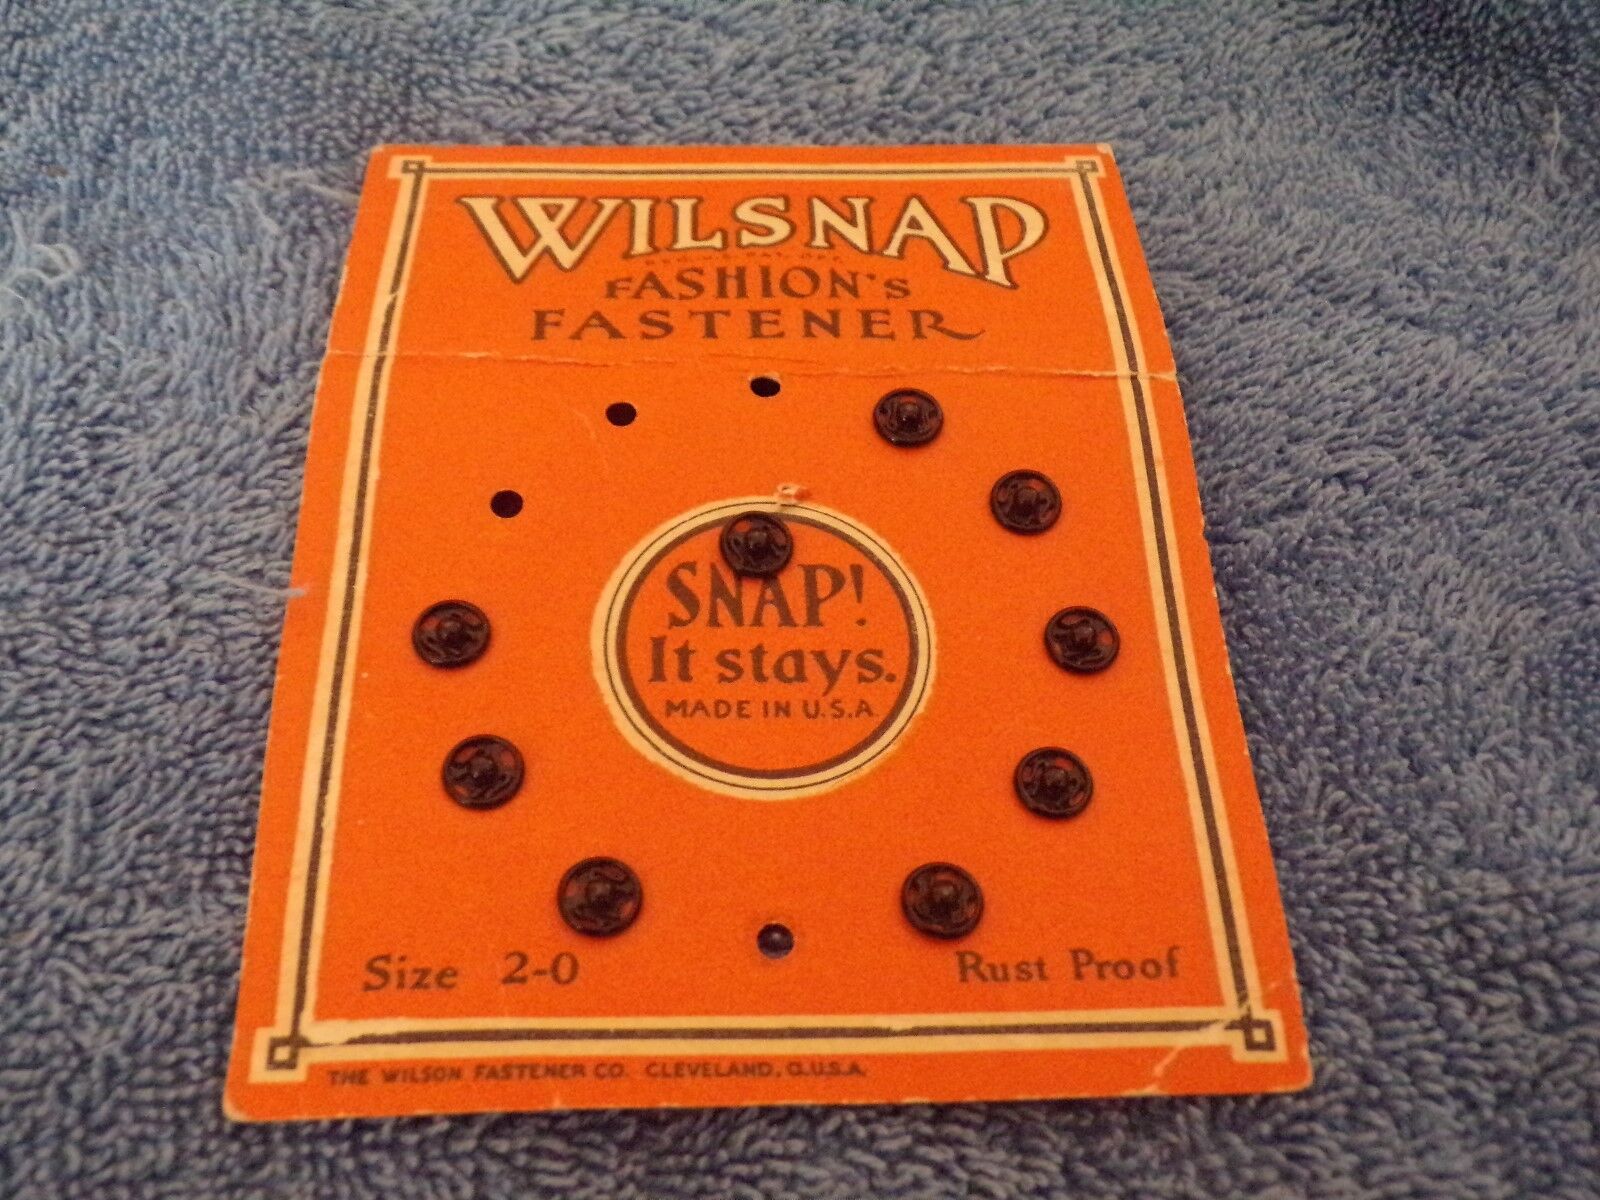 WILSNAP
FASHION'S
FASTENER
SNAP!
It stays.
MADE IN U.S.A
Size 2-0
Rust Proof
THE WILSON FASTENER CO. CLEVELAND, O.U.S.A.